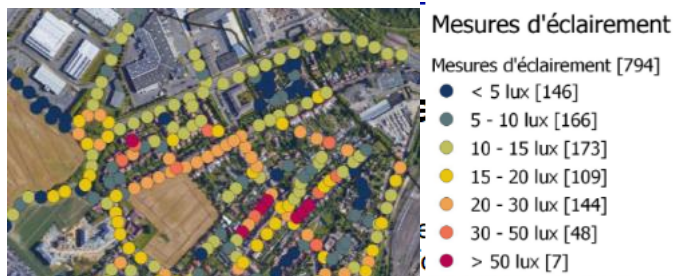 Mesures d'éclairement
Mesures d'éclairement [794]
< 5 lux [146]
5 - 10 lux [166]
10 - 15 lux [173]
15 - 20 lux [109]
20 - 30 lux [144]
30 - 50 lux [48]
> 50 lux [7]